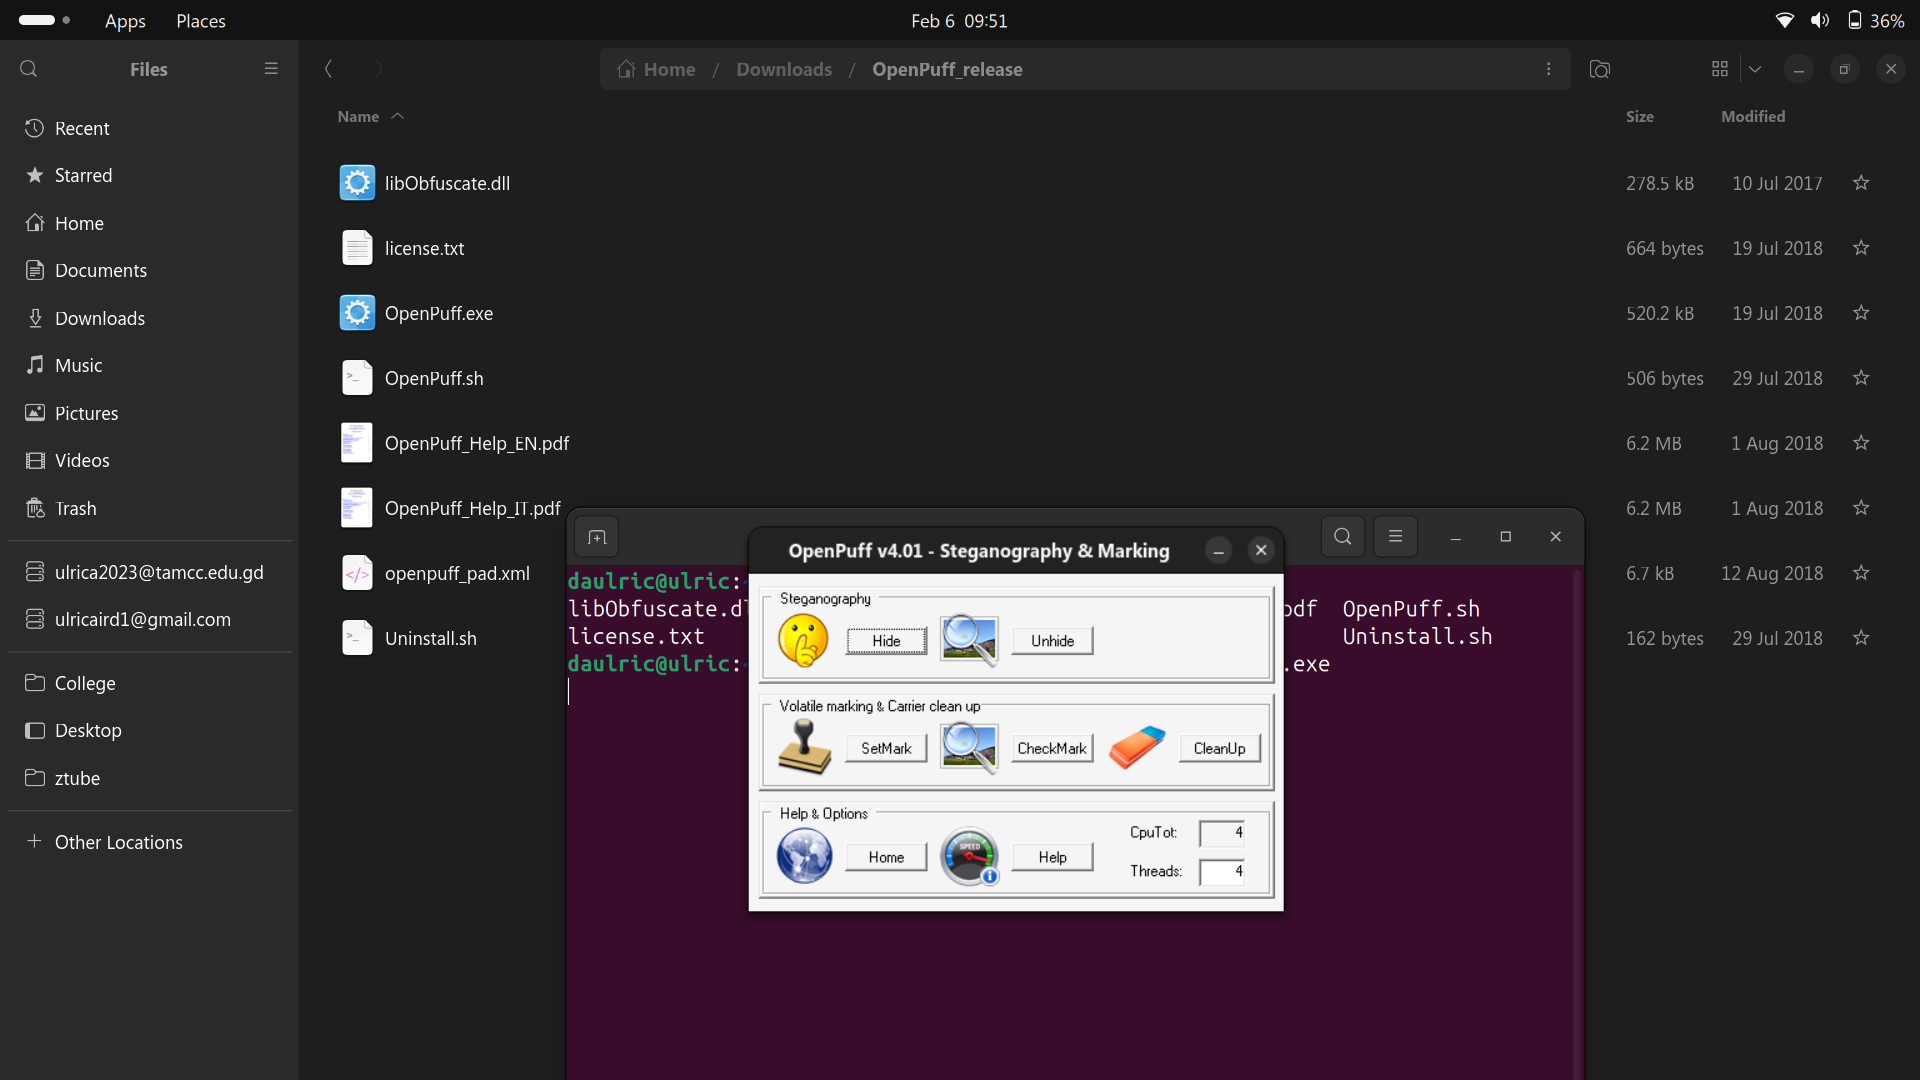 Apps Places Feb 6 09:51 36%
Files Home / Downloads / OpenPuff_release
Name Size Modified
Recent
Starred
Home
Documents
Downloads
Music
Pictures
Videos
Trash
ulrica2023@tamcc.edu.gd
ulricaird1@gmail.com
College
Desktop
ztube
Other Locations
libObfuscate.dll 278.5 kB 10 Jul 2017
license.txt 664 bytes 19 Jul 2018
OpenPuff.exe 520.2 kB 19 Jul 2018
OpenPuff.sh 506 bytes 29 Jul 2018
OpenPuff_Help_EN.pdf 6.2 MB 1 Aug 2018
OpenPuff_Help_IT.pdf 6.2 MB 1 Aug 2018
openpuff_pad.xml 6.7 kB 12 Aug 2018
Uninstall.sh 162 bytes 29 Jul 2018
daulric@ulric:
libObfuscate.dl pdf OpenPuff.sh
license.txt Uninstall.sh
daulric@ulric: .exe
OpenPuff v4.01 - Steganography & Marking
Steganography
Hide Unhide
Volatile marking & Carrier clean up
SetMark CheckMark CleanUp
Help & Options
Home SPEED Help
CpuTot: 4
Threads: 4